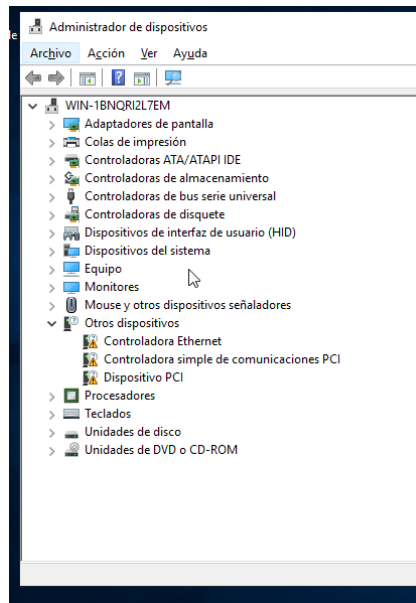 Administrador de dispositivos
Archivo Acción Ver Ayuda
WIN-1BNQRI2L7EM
Adaptadores de pantalla
Colas de impresión
Controladoras ATA/ATAPI IDE
Controladoras de almacenamiento
Controladoras de bus serie universal
Controladoras de disquete
Dispositivos de interfaz de usuario (HID)
Dispositivos del sistema
Equipo
Monitores
Mouse y otros dispositivos señaladores
Otros dispositivos
Controladora Ethernet
Controladora simple de comunicaciones PCI
Dispositivo PCI
Procesadores
Teclados
Unidades de disco
Unidades de DVD o CD-ROM